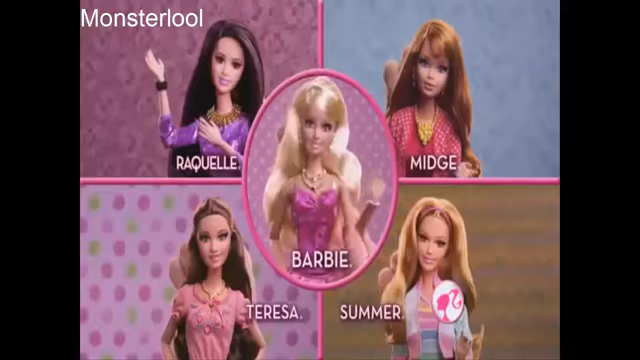 Monsterlool
RAQUELLE.
MIDGE
BARBIE.
TERESA.
SUMMER.